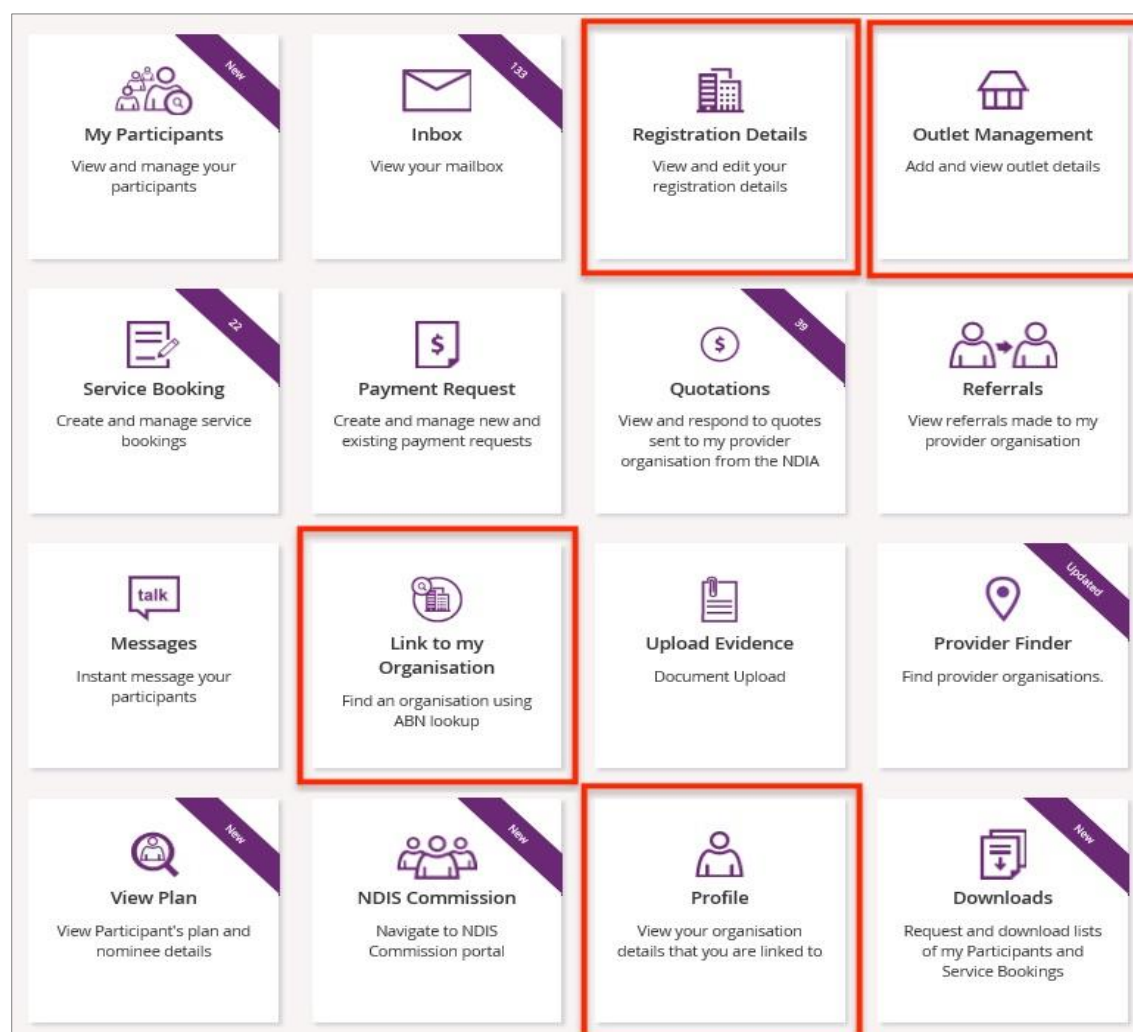 New
My Participants
View and manage your
participants
133
Inbox
View your mailbox
Registration Details
View and edit your
registration details
Outlet Management
Add and view outlet details
22
Service Booking
Create and manage service
bookings
$
Payment Request
Create and manage new and
existing payment requests
39
$
Quotations
View and respond to quotes
sent to my provider
organisation from the NDIA
Referrals
View referrals made to my
provider organisation
talk
Messages
Instant message your
participants
Link to my
Organisation
Find an organisation using
ABN lookup
Upload Evidence
Document Upload
Updated
Provider Finder
Find provider organisations.
New
View Plan
View Participant's plan and
nominee details
New
NDIS Commission
Navigate to NDIS
Commission portal
Profile
View your organisation
details that you are linked to
New
Downloads
Request and download lists
of my Participants and
Service Bookings